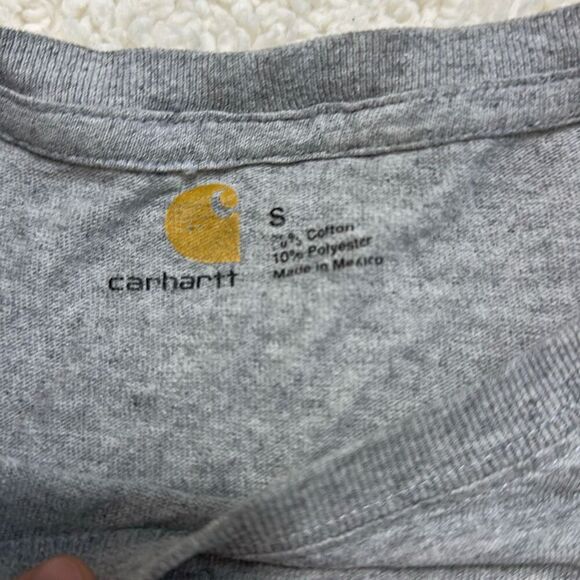 carhartt
S
% Cotton
10% Polyester
Made in Mexico